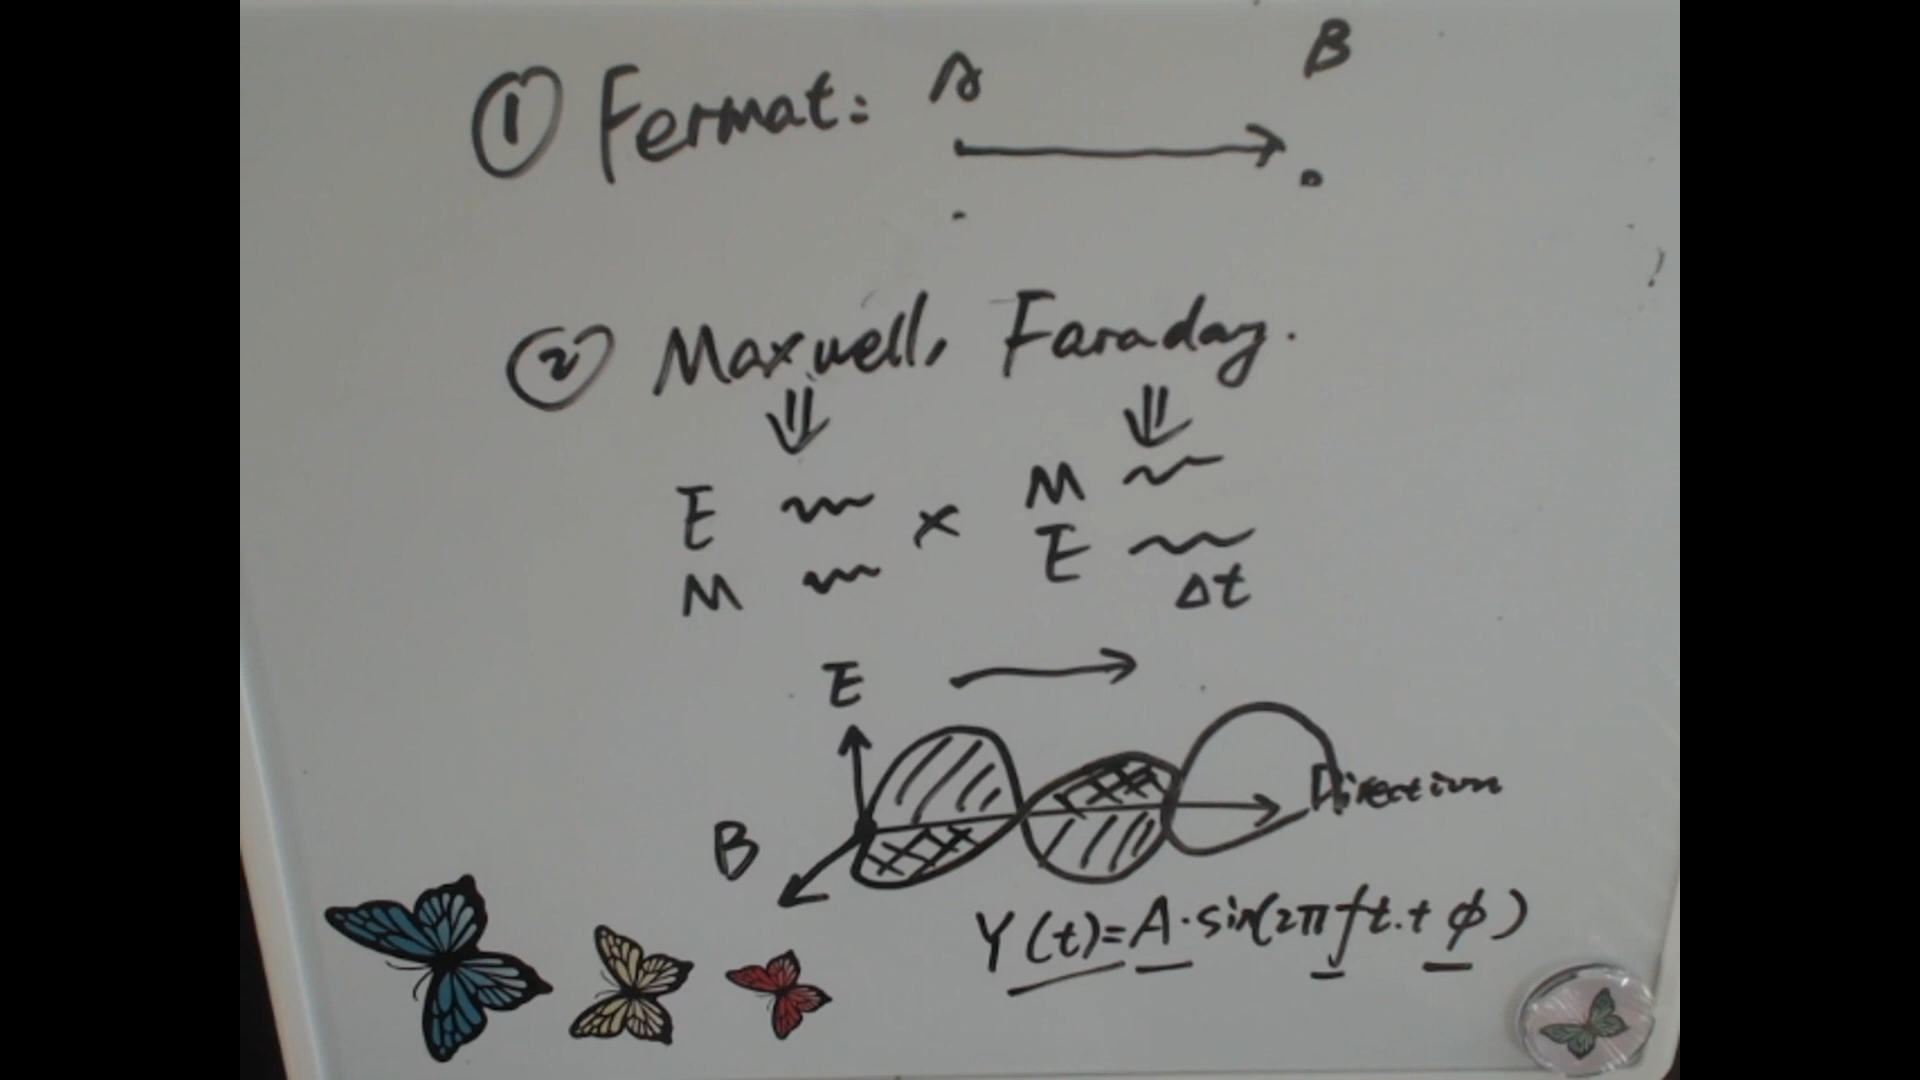 ① Fermat: A B
② Maxwell, Faraday.
E M
M E
Δt
E
Direction
B
Y(t)=A·sin(2πft.+φ)